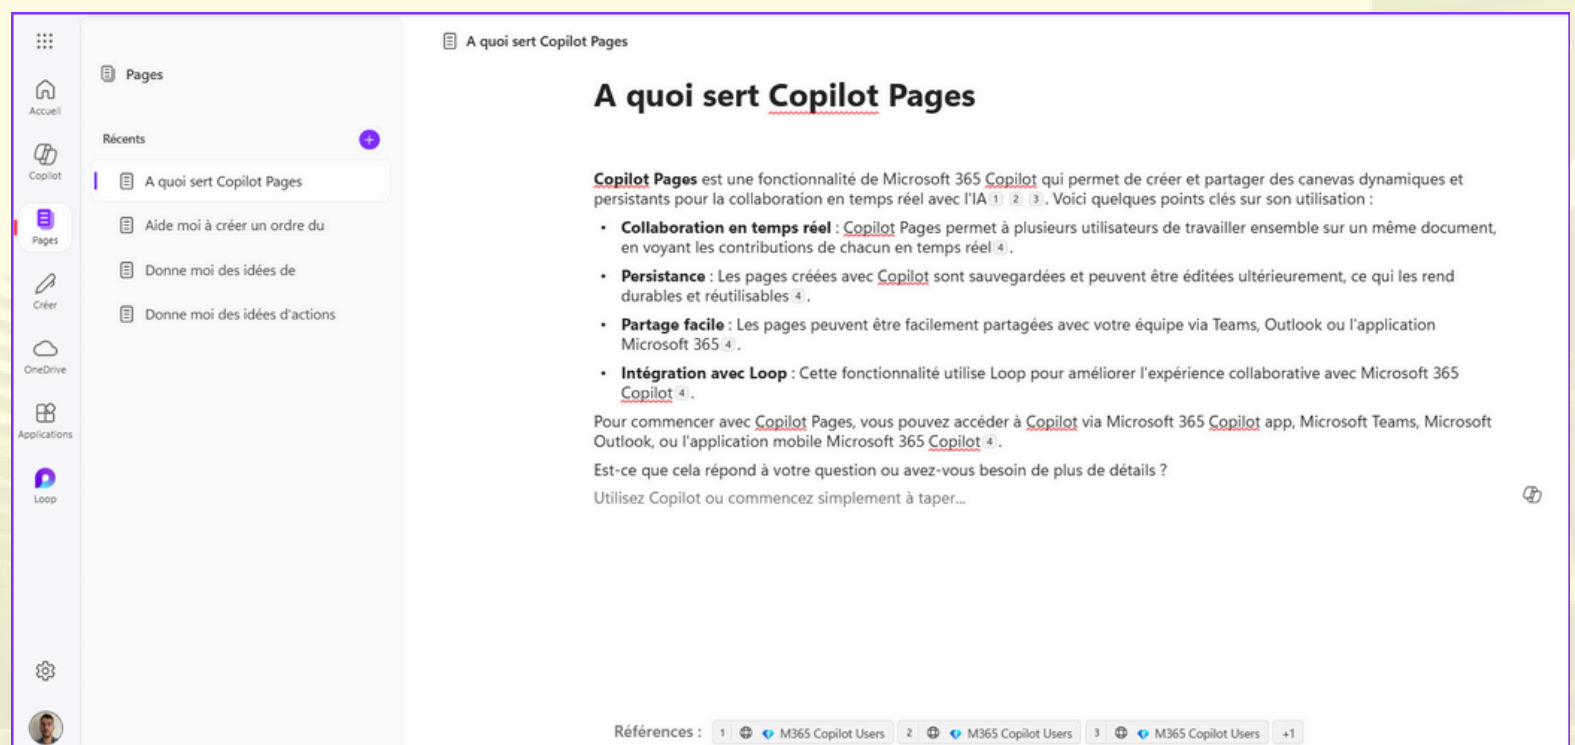 Accueil
Copilot
Pages
Créer
OneDrive
Applications
Loop
Pages
Récents
A quoi sert Copilot Pages
Aide moi à créer un ordre du
Donne moi des idées de
Donne moi des idées d'actions
A quoi sert Copilot Pages
A quoi sert Copilot Pages
Copilot Pages est une fonctionnalité de Microsoft 365 Copilot qui permet de créer et partager des canevas dynamiques et
persistants pour la collaboration en temps réel avec l'IA 1 2 3 . Voici quelques points clés sur son utilisation :
• Collaboration en temps réel : Copilot Pages permet à plusieurs utilisateurs de travailler ensemble sur un même document,
en voyant les contributions de chacun en temps réel 4 .
• Persistance : Les pages créées avec Copilot sont sauvegardées et peuvent être éditées ultérieurement, ce qui les rend
durables et réutilisables 4 .
• Partage facile : Les pages peuvent être facilement partagées avec votre équipe via Teams, Outlook ou l'application
Microsoft 365 4 .
• Intégration avec Loop : Cette fonctionnalité utilise Loop pour améliorer l'expérience collaborative avec Microsoft 365
Copilot 4 .
Pour commencer avec Copilot Pages, vous pouvez accéder à Copilot via Microsoft 365 Copilot app, Microsoft Teams, Microsoft
Outlook, ou l'application mobile Microsoft 365 Copilot 4 .
Est-ce que cela répond à votre question ou avez-vous besoin de plus de détails ?
Utilisez Copilot ou commencez simplement à taper...
Références : 1 M365 Copilot Users 2 M365 Copilot Users 3 M365 Copilot Users +1